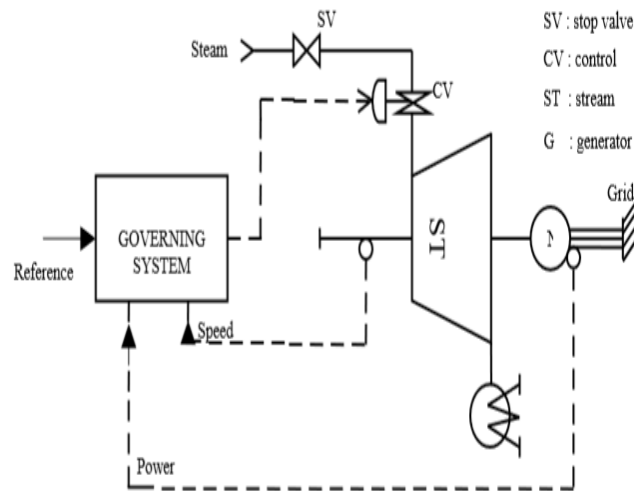 SV
Steam
CV
SV : stop valve
CV : control
ST : stream
G : generator
Grid
GOVERNING
SYSTEM
Reference
ST
Speed
Power